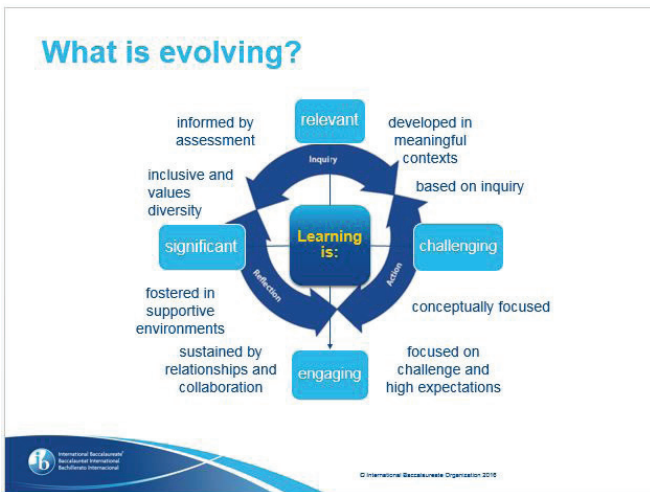 What is evolving?
relevant
informed by
assessment
developed in
meaningful
contexts
Inquiry
inclusive and
values
diversity
based on inquiry
Learning
is:
significant
challenging
Reflection
Action
fostered in
supportive
environments
conceptually focused
sustained by
relationships and
collaboration
engaging
focused on
challenge and
high expectations
ib
International Baccalaureate®
Baccalauréat International
Bachillerato Internacional
© International Baccalaureate Organization 2016